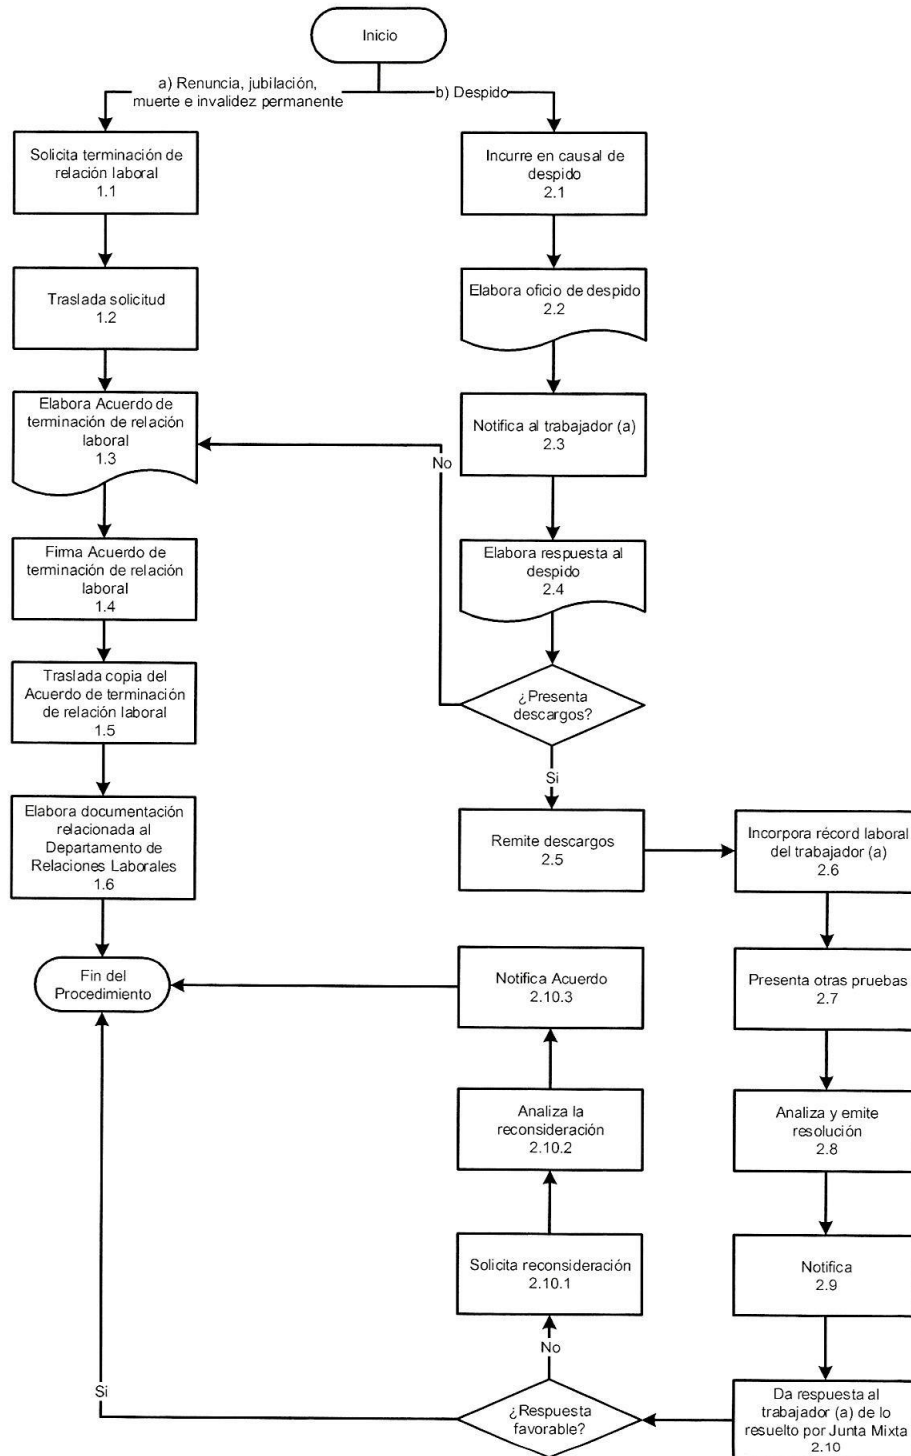 Inicio
a) Renuncia, jubilación,
muerte e invalidez permanente
b) Despido
Solicita terminación de
relación laboral
1.1
Traslada solicitud
1.2
Elabora Acuerdo de
terminación de relación
laboral
1.3
Firma Acuerdo de
terminación de relación
laboral
1.4
Traslada copia del
Acuerdo de terminación
de relación laboral
1.5
Elabora documentación
relacionada al
Departamento de
Relaciones Laborales
1.6
Fin del
Procedimiento
Incurre en causal de
despido
2.1
Elabora oficio de despido
2.2
Notifica al trabajador (a)
2.3
Elabora respuesta al
despido
2.4
¿Presenta
descargos?
No
Si
Remite descargos
2.5
Incorpora récord laboral
del trabajador (a)
2.6
Presenta otras pruebas
2.7
Analiza y emite
resolución
2.8
Notifica
2.9
Da respuesta al
trabajador (a) de lo
resuelto por Junta Mixta
2.10
¿Respuesta
favorable?
No
Si
Solicita reconsideración
2.10.1
Analiza la
reconsideración
2.10.2
Notifica Acuerdo
2.10.3